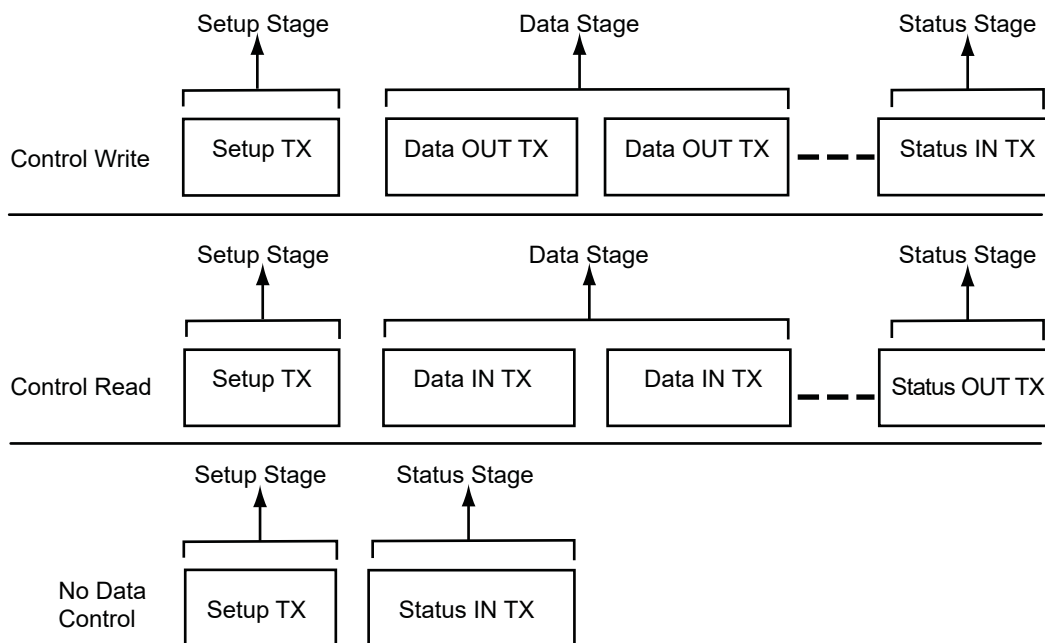 Setup Stage Data Stage Status Stage
Control Write Setup TX Data OUT TX Data OUT TX Status IN TX
Setup Stage Data Stage Status Stage
Control Read Setup TX Data IN TX Data IN TX Status OUT TX
Setup Stage Status Stage
No Data
Control Setup TX Status IN TX